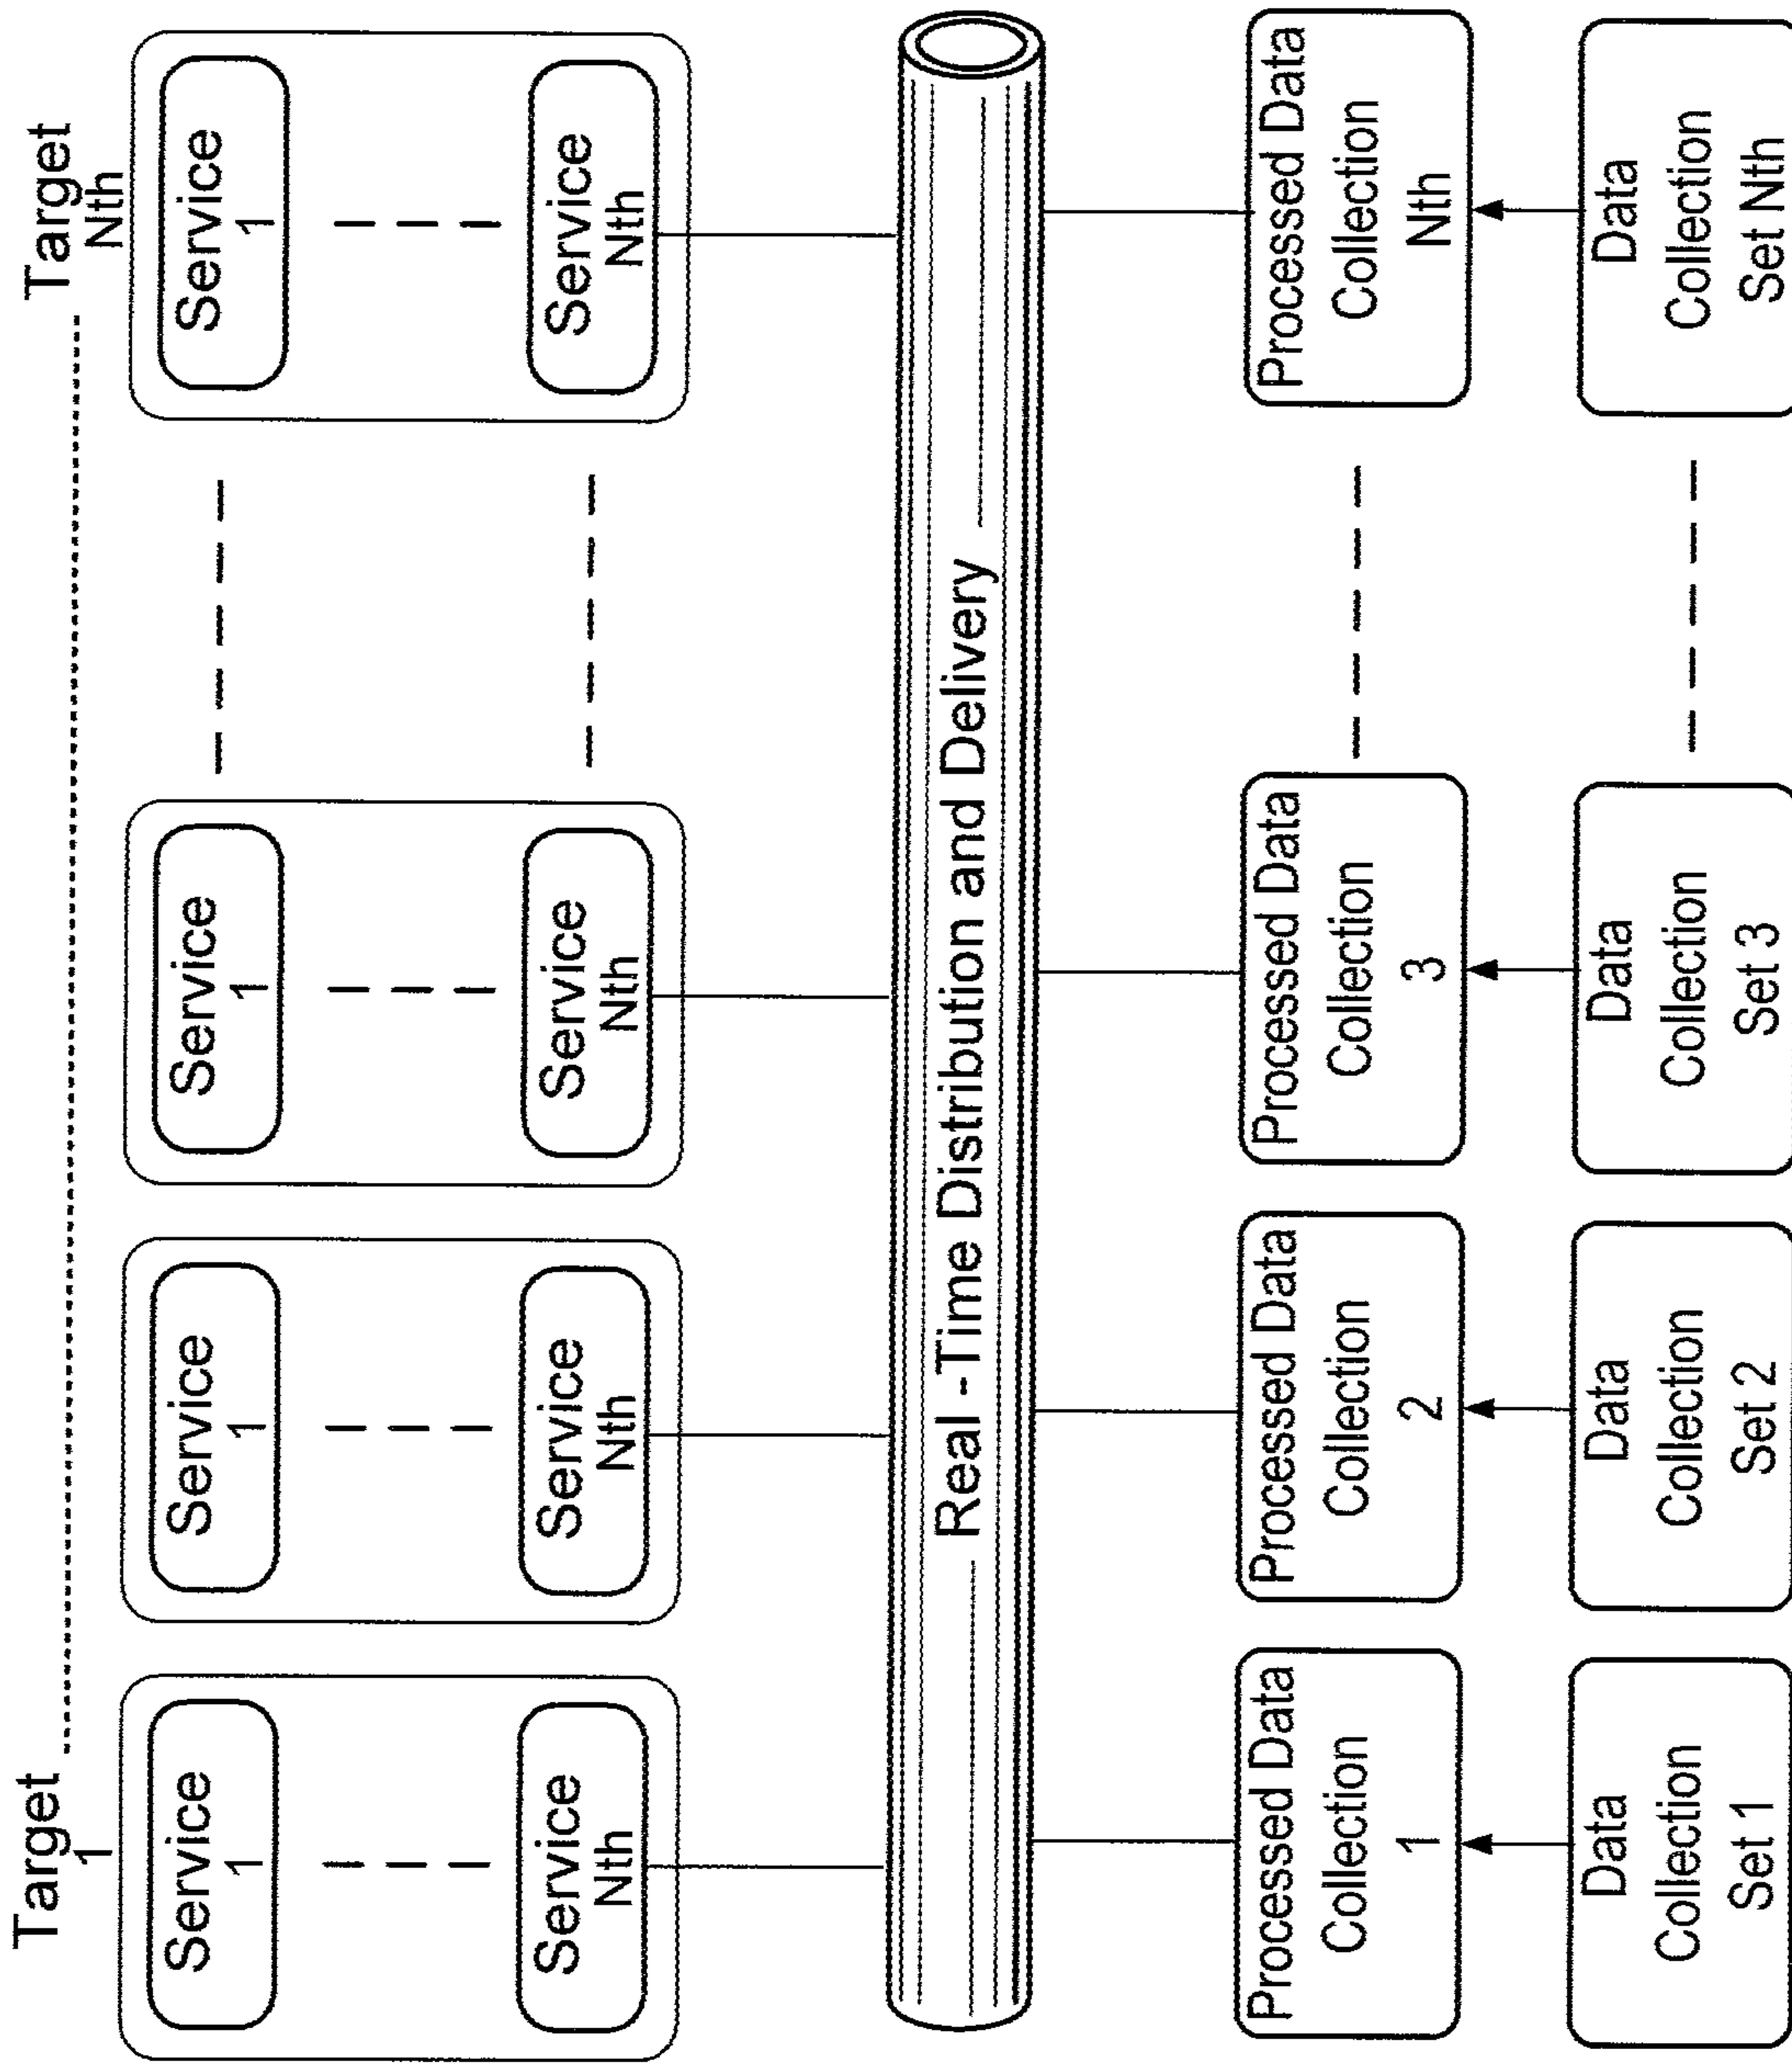 Target
1
Target
Nth
Service
1
Service
1
Service
1
Service
1
Service
Nth
Service
Nth
Service
Nth
Service
Nth
Real -Time Distribution and Delivery
Processed Data
Collection
1
Processed Data
Collection
2
Processed Data
Collection
3
Processed Data
Collection
Nth
Data
Collection
Set 1
Data
Collection
Set 2
Data
Collection
Set 3
Data
Collection
Set Nth